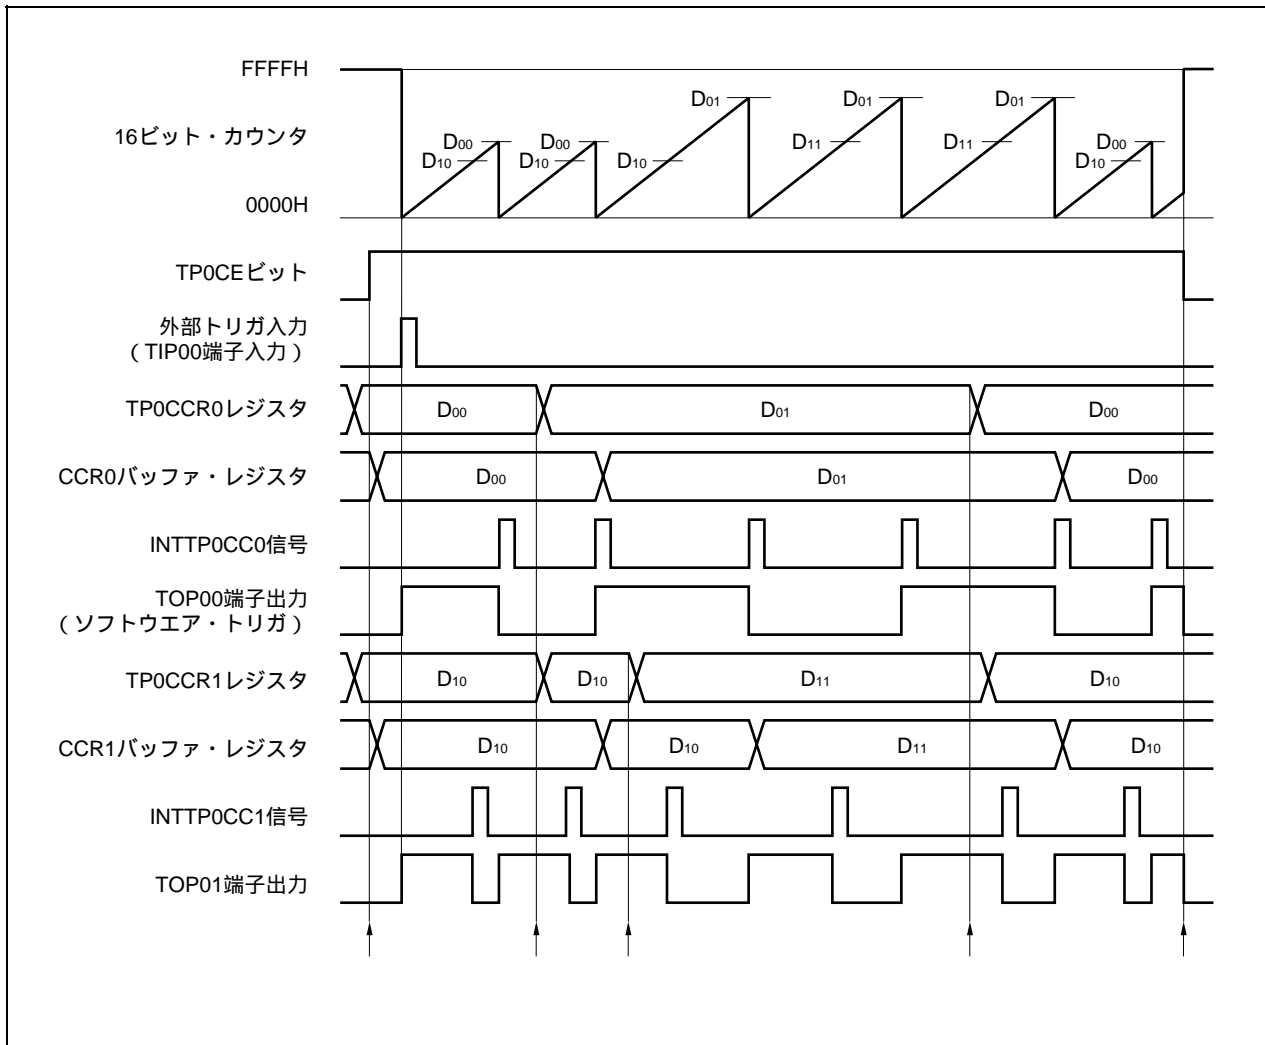 FFFFH
D01 D01 D01
16ビット・カウンタ
D00 D00 D11 D11 D00
D10 D10 D10 D10
0000H
TP0CEビット
外部トリガ入力
(TIP00端子入力)
TP0CCR0レジスタ D00 D01 D00
CCR0バッファ・レジスタ D00 D01 D00
INTTP0CC0信号
TOP00端子出力
(ソフトウエア・トリガ)
TP0CCR1レジスタ D10 D10 D11 D10
CCR1バッファ・レジスタ D10 D10 D11 D10
INTTP0CC1信号
TOP01端子出力